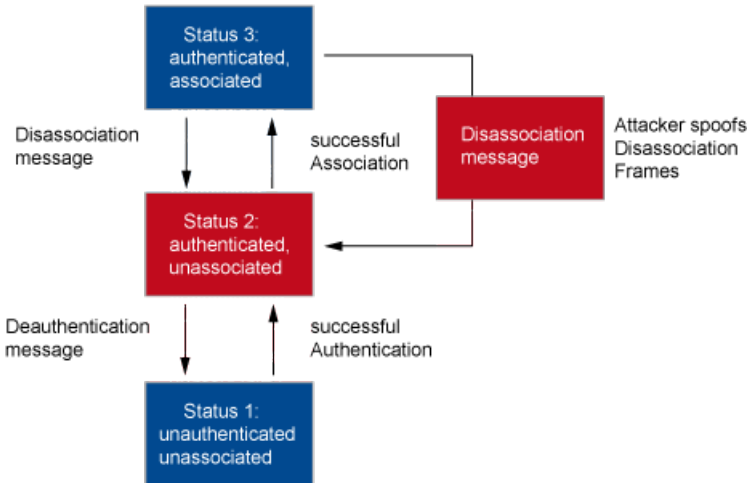 Status 3:
authenticated,
associated
Disassociation
message
successful
Association
Disassociation
message
Attacker spoofs
Disassociation
Frames
Status 2:
authenticated,
unassociated
Deauthentication
message
successful
Authentication
Status 1:
unauthenticated
unassociated